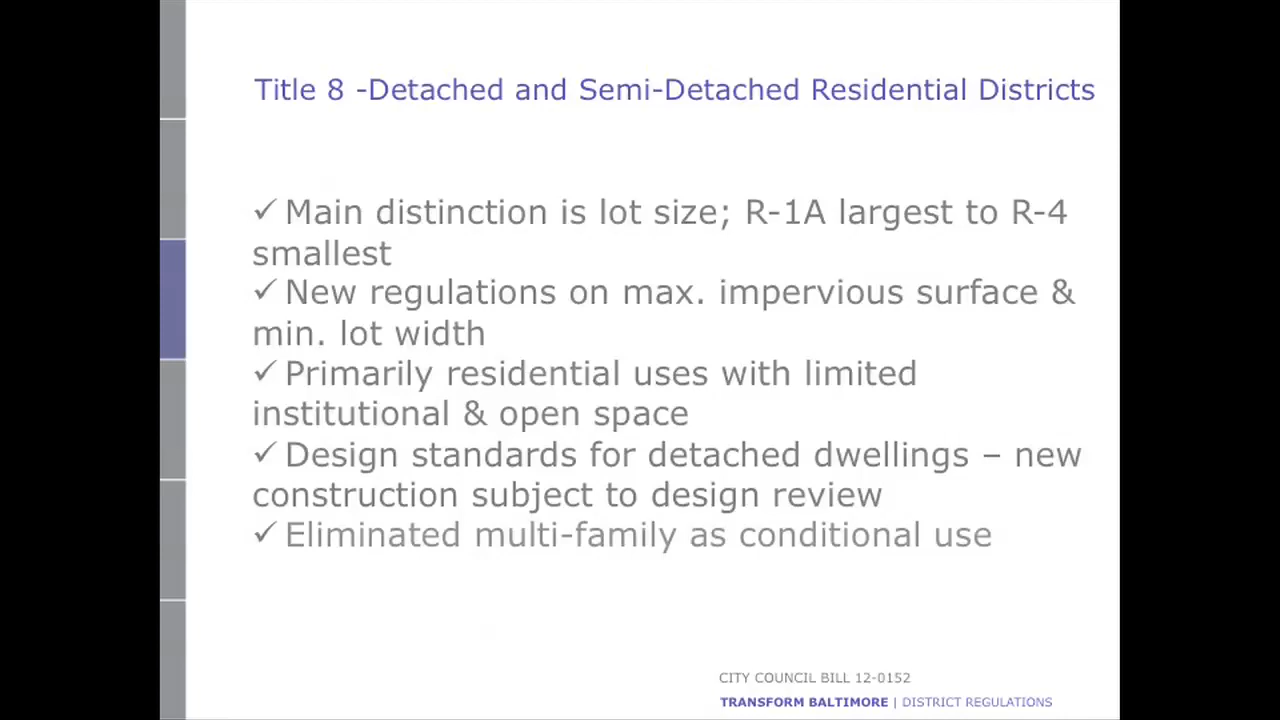 Title 8 -Detached and Semi-Detached Residential Districts
✓ Main distinction is lot size; R-1A largest to R-4
smallest
✓ New regulations on max. impervious surface &
min. lot width
✓ Primarily residential uses with limited
institutional & open space
✓ Design standards for detached dwellings – new
construction subject to design review
✓ Eliminated multi-family as conditional use
CITY COUNCIL BILL 12-0152
TRANSFORM BALTIMORE | DISTRICT REGULATIONS